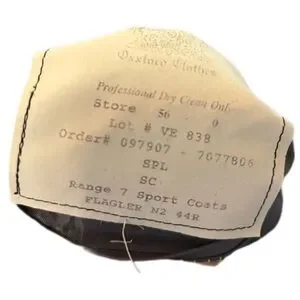 Oxxford Clothes
Professional Dry Clean Only
Store 56 0
Lot # VE 838
Order# 097907 - 7077806
SPL
SC
Range 7 Sport Coats
FLAGLER N2 44R